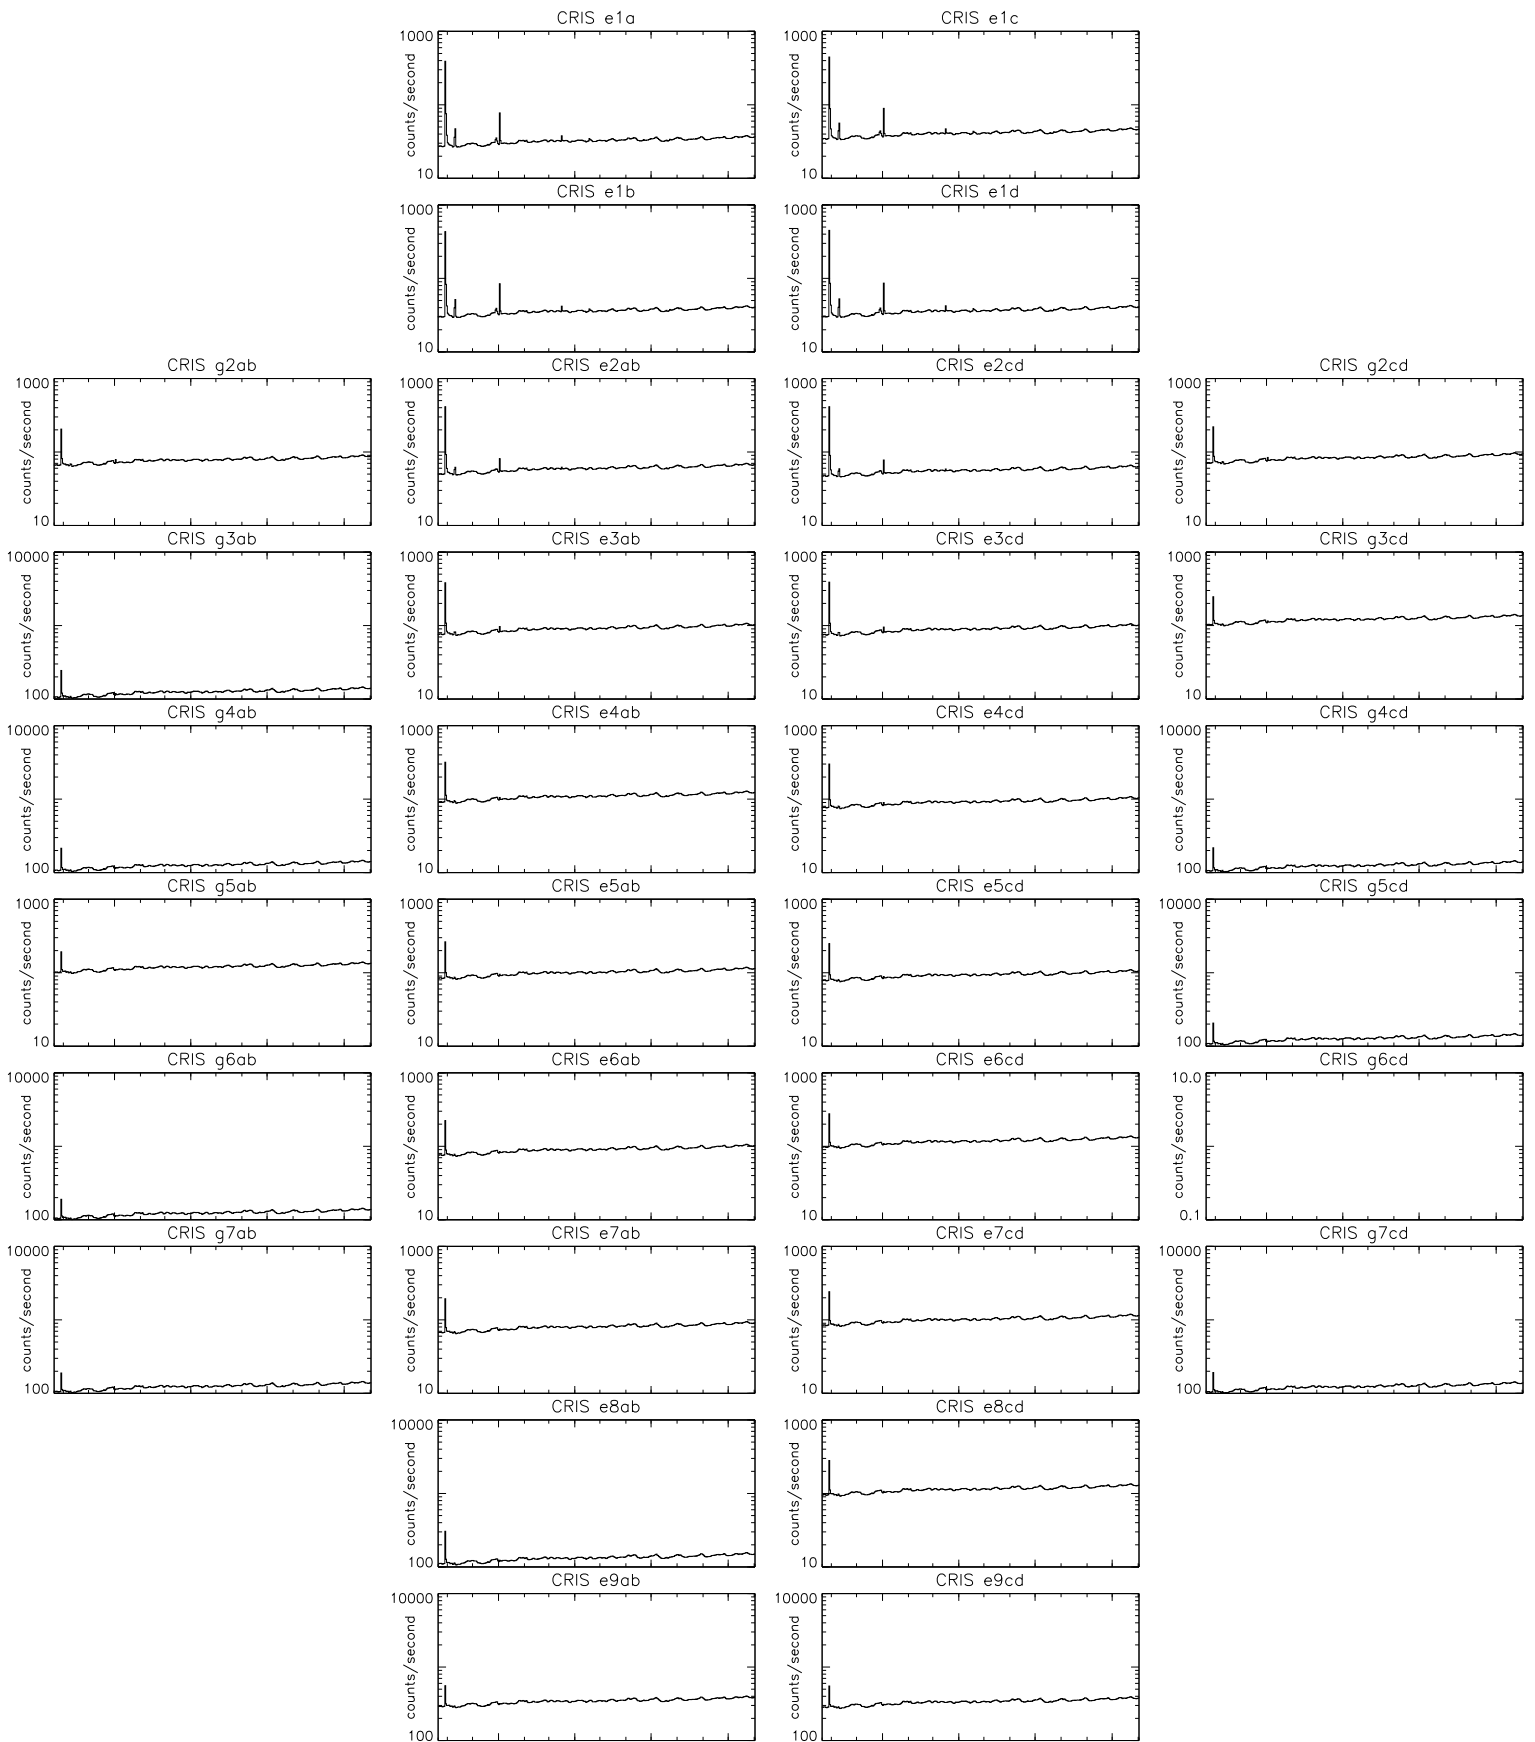 CRIS e1a
1000
counts/second
10
CRIS e1c
1000
counts/second
10
CRIS e1b
1000
counts/second
10
CRIS e1d
1000
counts/second
10
CRIS g2ab
1000
counts/second
10
CRIS e2ab
1000
counts/second
10
CRIS e2cd
1000
counts/second
10
CRIS g2cd
1000
counts/second
10
CRIS g3ab
10000
counts/second
100
CRIS e3ab
1000
counts/second
10
CRIS e3cd
1000
counts/second
10
CRIS g3cd
1000
counts/second
10
CRIS g4ab
10000
counts/second
100
CRIS e4ab
1000
counts/second
10
CRIS e4cd
1000
counts/second
10
CRIS g4cd
10000
counts/second
100
CRIS g5ab
1000
counts/second
10
CRIS e5ab
1000
counts/second
10
CRIS e5cd
1000
counts/second
10
CRIS g5cd
10000
counts/second
100
CRIS g6ab
10000
counts/second
100
CRIS e6ab
1000
counts/second
10
CRIS e6cd
1000
counts/second
10
CRIS g6cd
10.0
counts/second
0.1
CRIS g7ab
10000
counts/second
100
CRIS e7ab
1000
counts/second
10
CRIS e7cd
1000
counts/second
10
CRIS g7cd
10000
counts/second
100
CRIS e8ab
10000
counts/second
100
CRIS e8cd
1000
counts/second
10
CRIS e9ab
10000
counts/second
100
CRIS e9cd
10000
counts/second
100